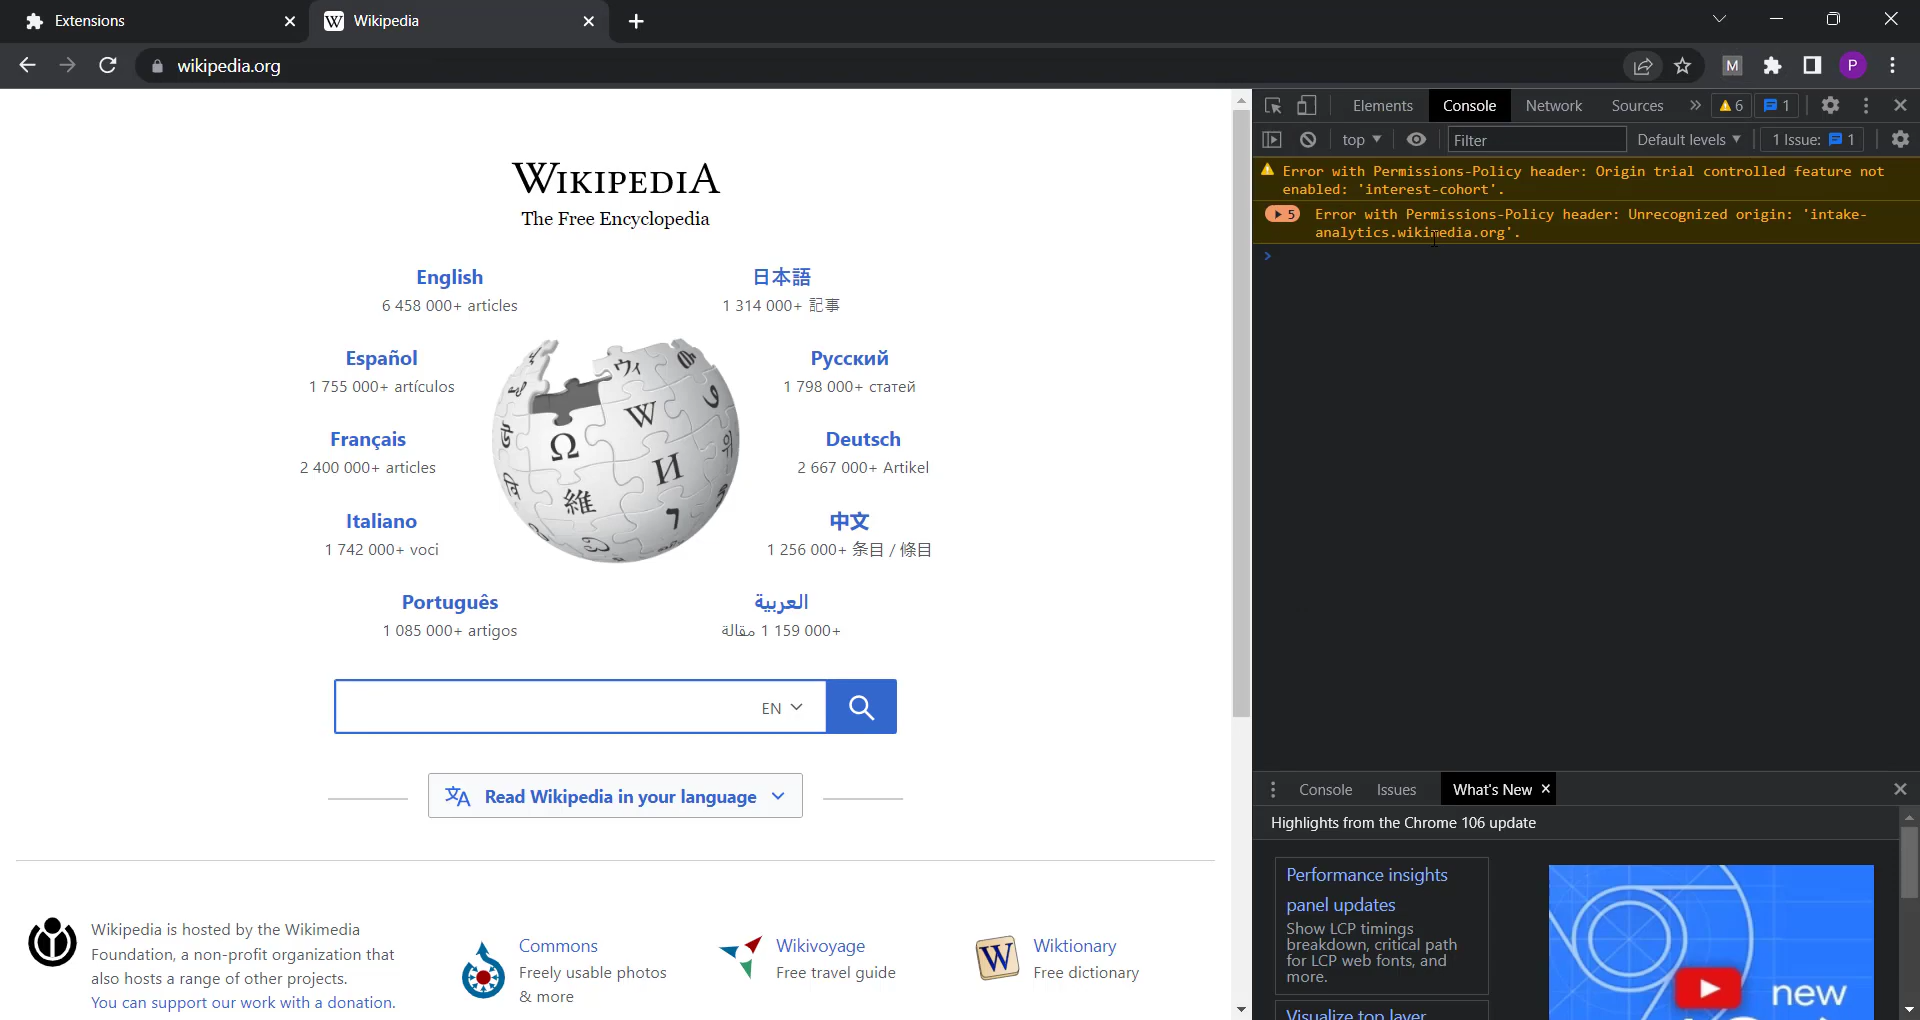 Extensions
Wikipedia
wikipedia.org
M
P
Elements Console Network Sources » 6 1
top Filter Default levels 1 Issue: 1
Error with Permissions-Policy header: Origin trial controlled feature not
enabled: 'interest-cohort'.
5 Error with Permissions-Policy header: Unrecognized origin: 'intake-
analytics.wikimedia.org'.
WIKIPEDIA
The Free Encyclopedia
English
6 458 000+ articles
日本語
1 314 000+ 記事
Español
1 755 000+ artículos
Русский
1 798 000+ статей
Français
2 400 000+ articles
Deutsch
2 667 000+ Artikel
Italiano
1 742 000+ voci
中文
1 256 000+ 条目 / 條目
Português
1 085 000+ artigos
العربية
1 159 000+ مقالة
Ω
W
И
維
ウィ
EN
Read Wikipedia in your language
Wikipedia is hosted by the Wikimedia
Foundation, a non-profit organization that
also hosts a range of other projects.
You can support our work with a donation.
Commons
Freely usable photos
& more
Wikivoyage
Free travel guide
W
Wiktionary
Free dictionary
Console Issues What's New
Highlights from the Chrome 106 update
Performance insights
panel updates
Show LCP timings
breakdown, critical path
for LCP web fonts, and
more.
Visualize top layer
new